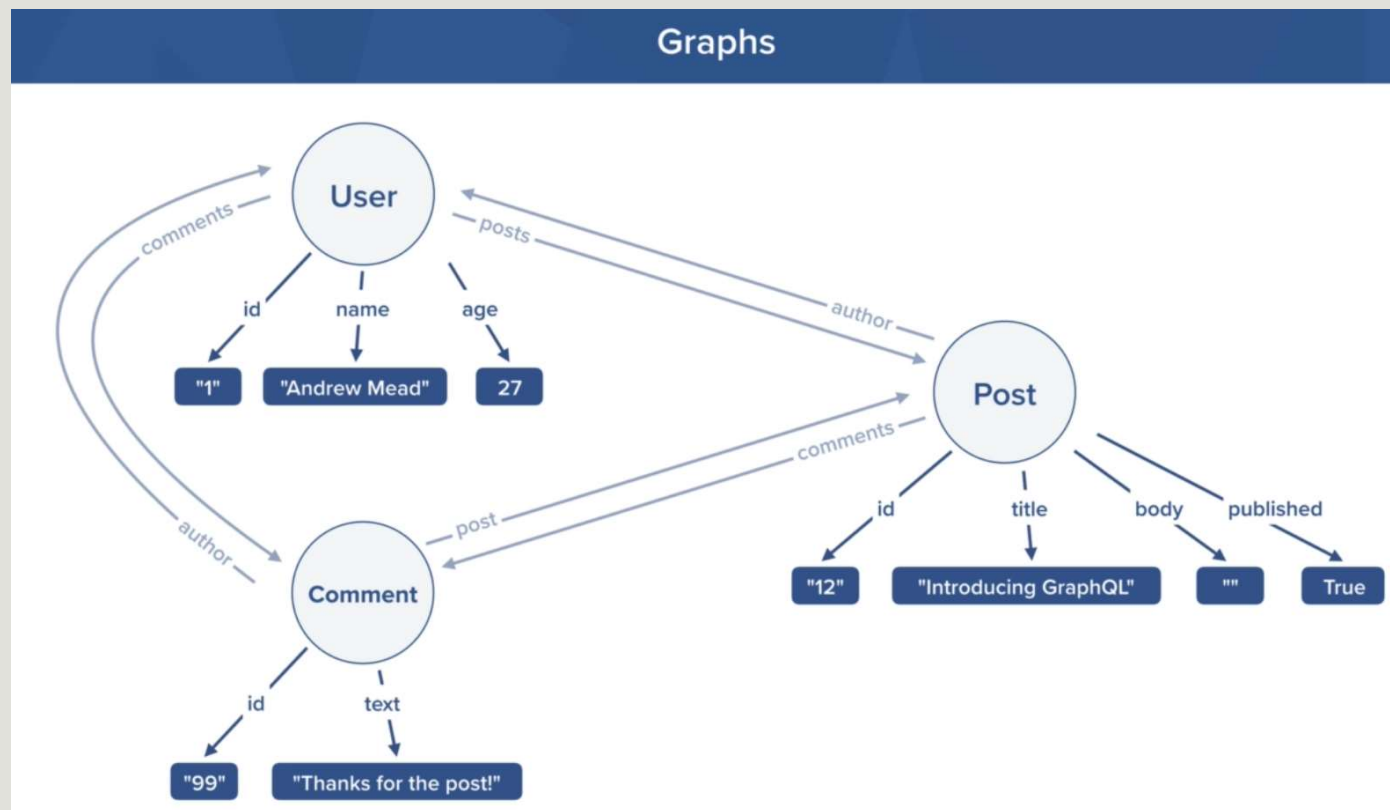 Graphs
User
comments
posts
id
name
age
author
"1"
"Andrew Mead"
27
Post
comments
id
title
body
published
post
author
Comment
"12"
"Introducing GraphQL"
""
True
id
text
"99"
"Thanks for the post!"